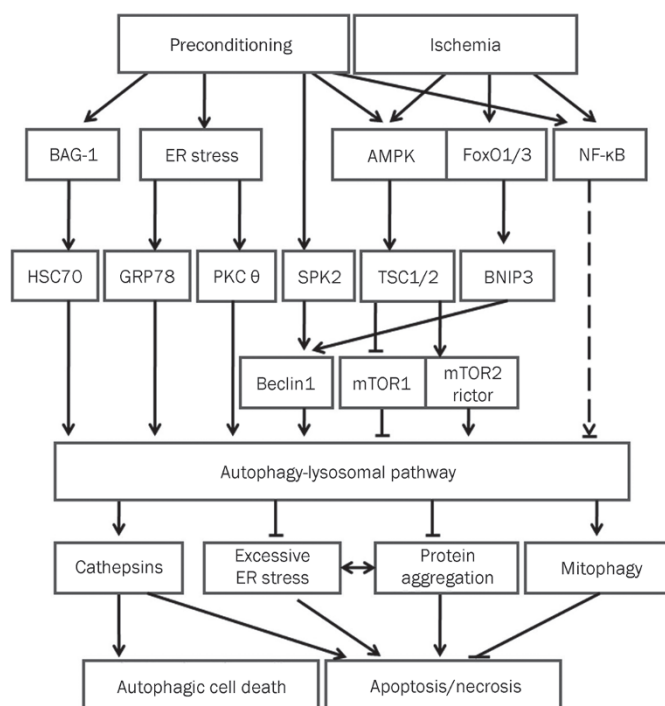 Preconditioning
Ischemia
BAG-1
ER stress
AMPK
FoxO1/3
NF-κB
HSC70
GRP78
PKC θ
SPK2
TSC1/2
BNIP3
Beclin1
mTOR1
mTOR2
rictor
Autophagy-lysosomal pathway
Cathepsins
Excessive
ER stress
Protein
aggregation
Mitophagy
Autophagic cell death
Apoptosis/necrosis